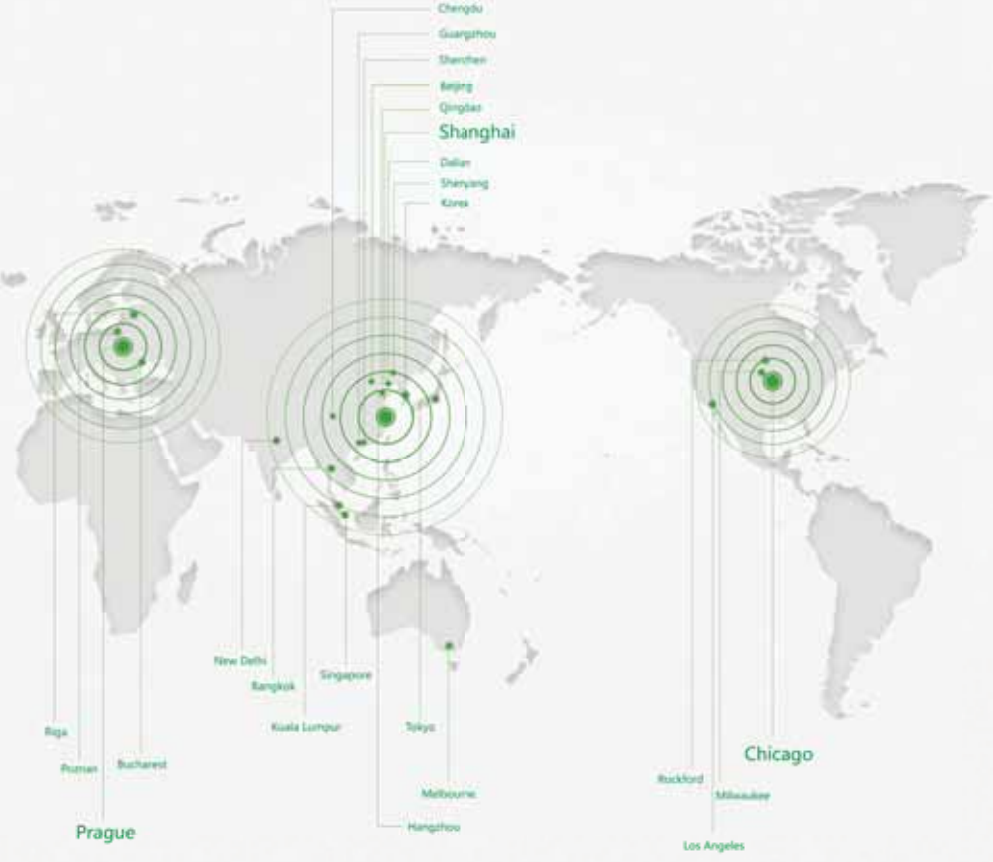 Chengdu
Guangzhou
Shenzhen
Beijing
Qingdao
Shanghai
Dalian
Shenyang
Korea
New Delhi
Bangkok
Singapore
Kuala Lumpur
Tokyo
Riga
Poznan
Bucharest
Prague
Melbourne
Hangzhou
Chicago
Rockford
Milwaukee
Los Angeles